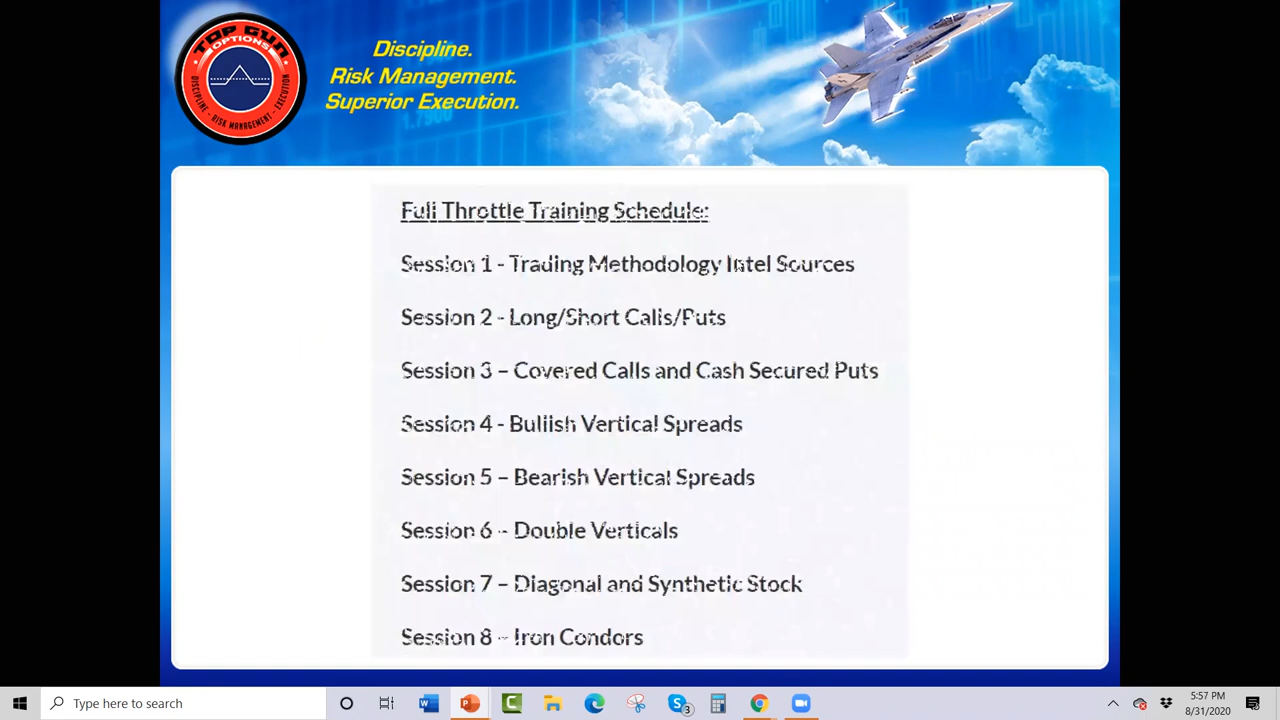 TOP GUN
OPTIONS
DISCIPLINE - RISK MANAGEMENT - EXECUTION
Discipline.
Risk Management.
Superior Execution.
1.7900
Full Throttle Training Schedule:
Session 1 - Trading Methodology Intel Sources
Session 2 - Long/Short Calls/Puts
Session 3 – Covered Calls and Cash Secured Puts
Session 4 - Bullish Vertical Spreads
Session 5 – Bearish Vertical Spreads
Session 6 - Double Verticals
Session 7 – Diagonal and Synthetic Stock
Session 8 – Iron Condors
Type here to search
3
5:57 PM
8/31/2020